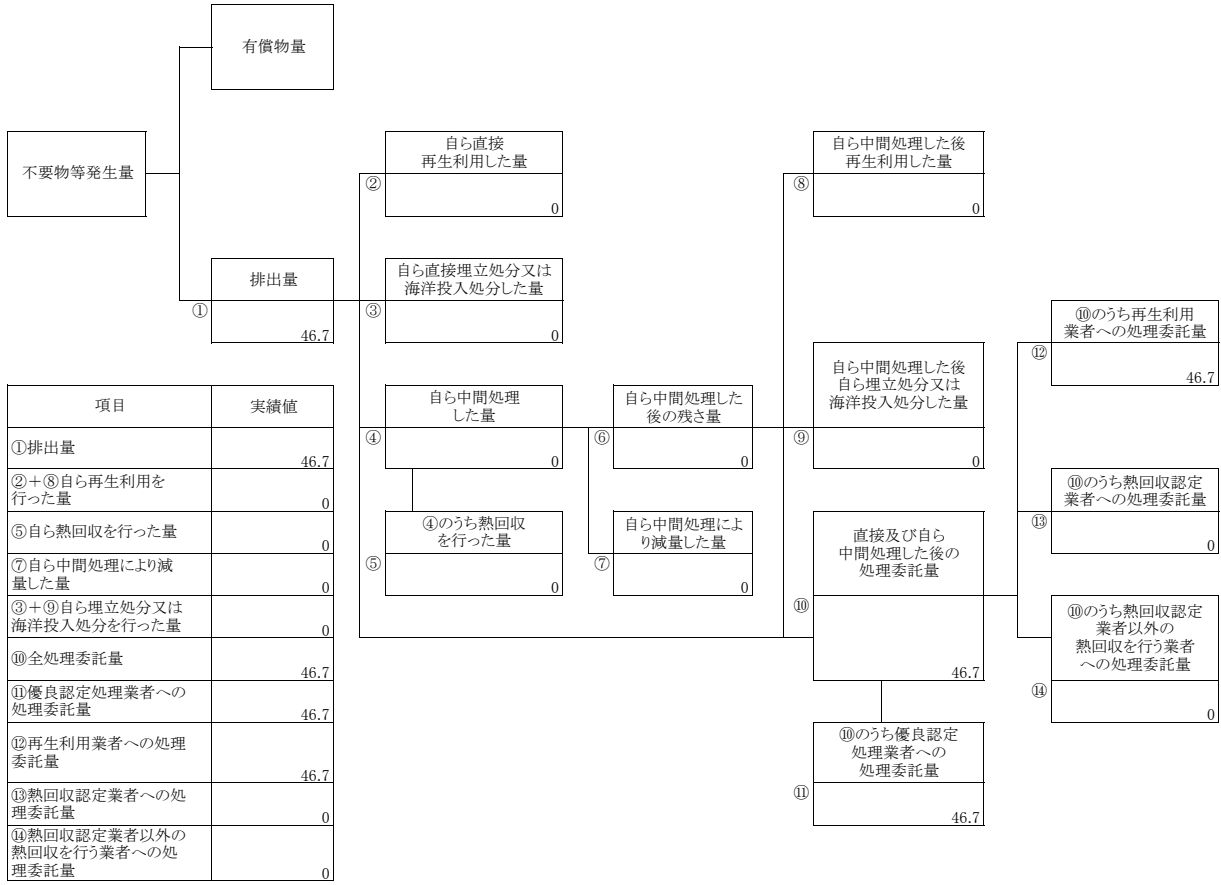 有償物量
不要物等発生量
排出量
①
46.7
自ら直接
再生利用した量
②
0
自ら直接埋立処分又は
海洋投入処分した量
③
0
自ら中間処理
した量
④
0
④のうち熱回収
を行った量
⑤
0
自ら中間処理した
後の残さ量
⑥
0
自ら中間処理によ
り減量した量
⑦
0
自ら中間処理した後
再生利用した量
⑧
0
自ら中間処理した後
自ら埋立処分又は
海洋投入処分した量
⑨
0
直接及び自ら
中間処理した後の
処理委託量
⑩
46.7
⑩のうち優良認定
処理業者への
処理委託量
⑪
46.7
⑩のうち再生利用
業者への処理委託量
⑫
46.7
⑩のうち熱回収認定
業者への処理委託量
⑬
0
⑩のうち熱回収認定
業者以外の
熱回収を行う業者
への処理委託量
⑭
0
項目 実績値
①排出量
46.7
②＋⑧自ら再生利用を
行った量
0
⑤自ら熱回収を行った量
0
⑦自ら中間処理により減
量した量
0
③＋⑨自ら埋立処分又は
海洋投入処分を行った量
0
⑩全処理委託量
46.7
⑪優良認定処理業者への
処理委託量
46.7
⑫再生利用業者への処理
委託量
46.7
⑬熱回収認定業者への処
理委託量
0
⑭熱回収認定業者以外の
熱回収を行う業者への処
理委託量
0